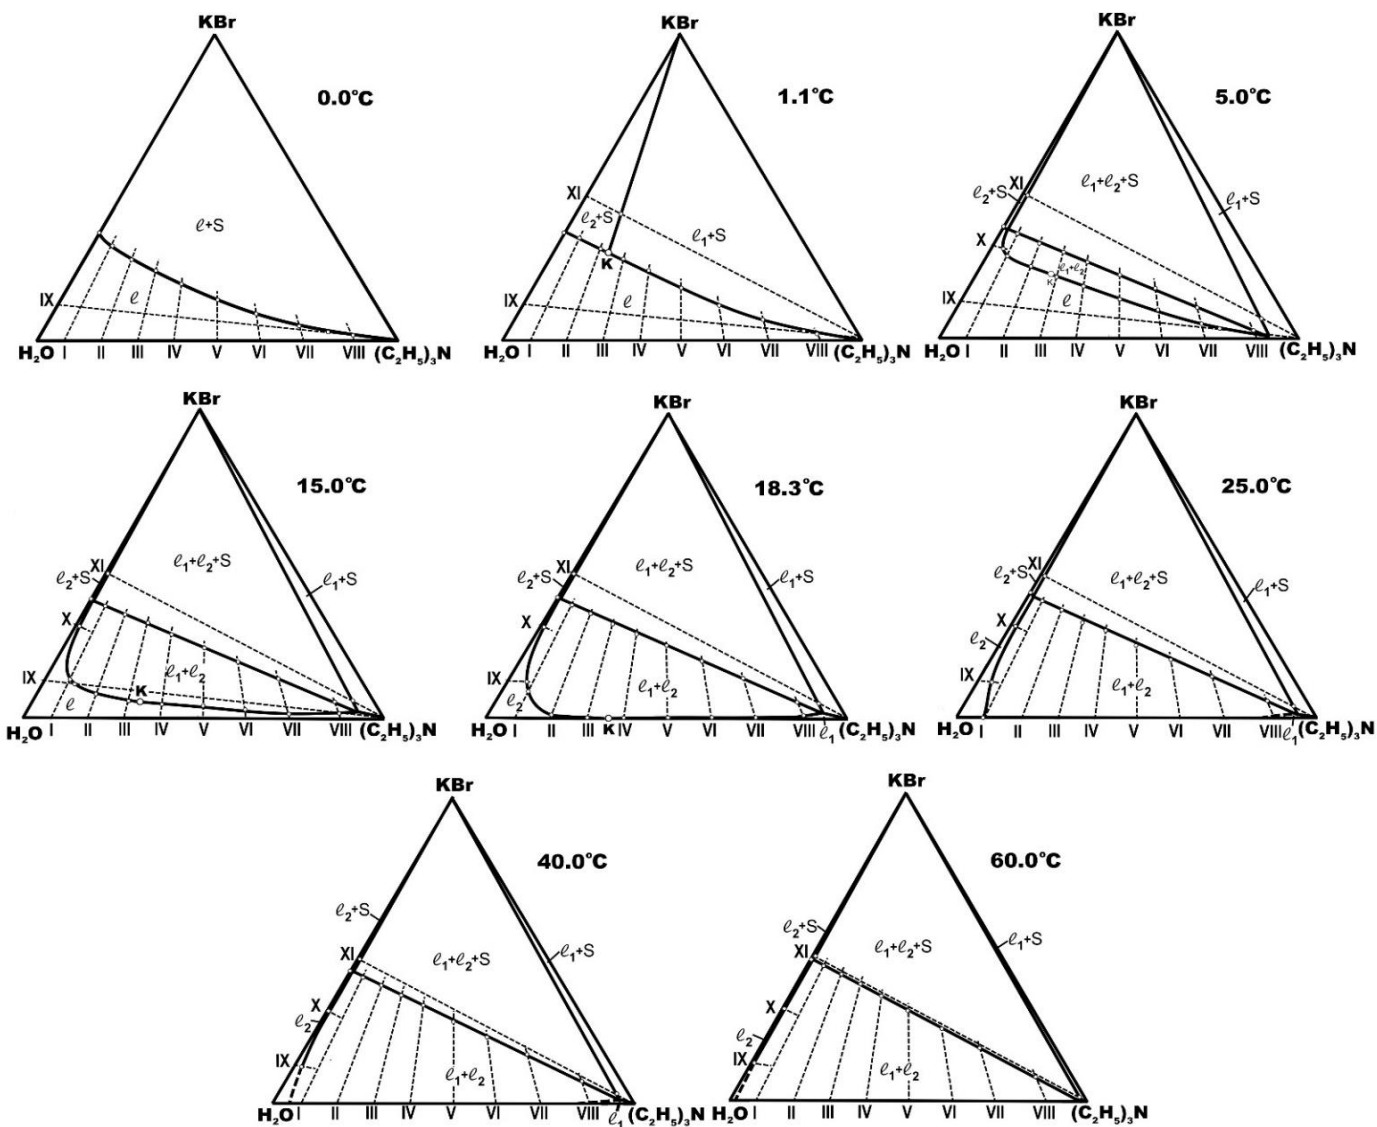 KBr
0.0°C
ℓ+S
IX
ℓ
H₂O I II III IV V VI VII VIII (C₂H₅)₃N
KBr
1.1°C
XI
ℓ₂+S
ℓ₁+S
K
IX
ℓ
H₂O I II III IV V VI VII VIII (C₂H₅)₃N
KBr
5.0°C
ℓ₂+S XI ℓ₁+ℓ₂+S
ℓ₁+S
X
ℓ₁+ℓ₂
K
IX
ℓ
H₂O I II III IV V VI VII VIII (C₂H₅)₃N
KBr
15.0°C
XI
ℓ₂+S
ℓ₁+ℓ₂+S
ℓ₁+S
X
ℓ₁+ℓ₂
IX
K
ℓ
H₂O I II III IV V VI VII VIII (C₂H₅)₃N
KBr
18.3°C
XI
ℓ₂+S
ℓ₁+ℓ₂+S
ℓ₁+S
X
IX
ℓ₂
ℓ₁+ℓ₂
H₂O I II III K IV V VI VII VIII ℓ₁ (C₂H₅)₃N
KBr
25.0°C
XI
ℓ₂+S
ℓ₁+ℓ₂+S
ℓ₁+S
X
ℓ₂
IX
ℓ₁+ℓ₂
H₂O I II III IV V VI VII VIII ℓ₁ (C₂H₅)₃N
KBr
40.0°C
ℓ₂+S
XI
ℓ₁+ℓ₂+S
ℓ₁+S
X
ℓ₂
IX
ℓ₁+ℓ₂
H₂O I II III IV V VI VII VIII ℓ₁ (C₂H₅)₃N
KBr
60.0°C
ℓ₂+S
XI
ℓ₁+ℓ₂+S
ℓ₁+S
X
ℓ₂
IX
ℓ₁+ℓ₂
H₂O I II III IV V VI VII VIII (C₂H₅)₃N